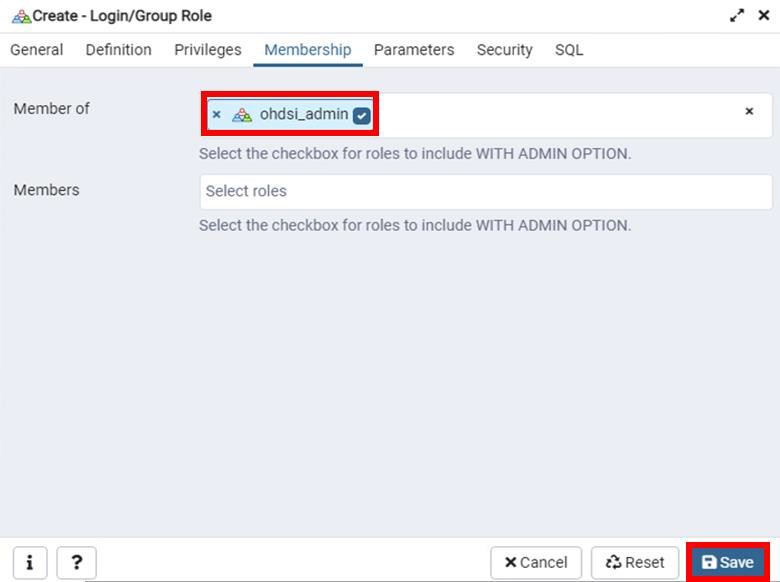 Create - Login/Group Role
General Definition Privileges Membership Parameters Security SQL
Member of
ohdsi_admin
Select the checkbox for roles to include WITH ADMIN OPTION.
Members
Select roles
Select the checkbox for roles to include WITH ADMIN OPTION.
i ? Cancel Reset Save